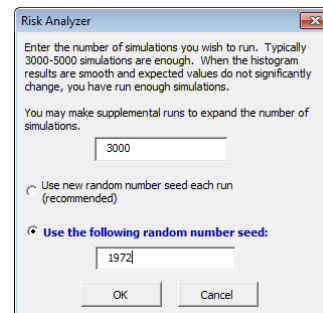 Risk Analyzer
Enter the number of simulations you wish to run.  Typically
3000-5000 simulations are enough.  When the histogram
results are smooth and expected values do not significantly
change, you have run enough simulations.
You may make supplemental runs to expand the number of
simulations.
3000
Use new random number seed each run
(recommended)
Use the following random number seed:
1972
OK
Cancel